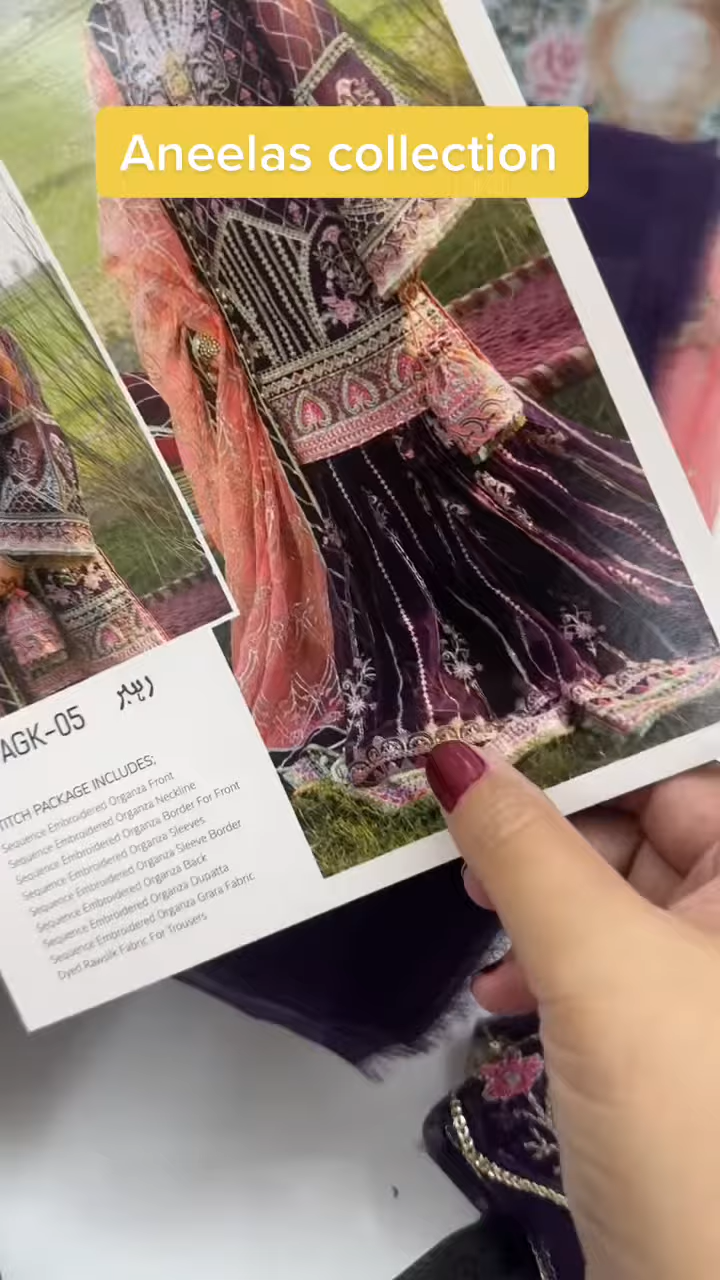 Aneelas collection
AGK-05
TITCH PACKAGE INCLUDES:
Sequence Embroidered Organza Front
Sequence Embroidered Organza Neckline
Sequence Embroidered Organza Border For Front
Sequence Embroidered Organza Sleeves
Sequence Embroidered Organza Sleeve Border
Sequence Embroidered Organza Back
Sequence Embroidered Organza Dupatta
Sequence Embroidered Organza Grara Fabric
Dyed Rawsilk Fabric For Trousers